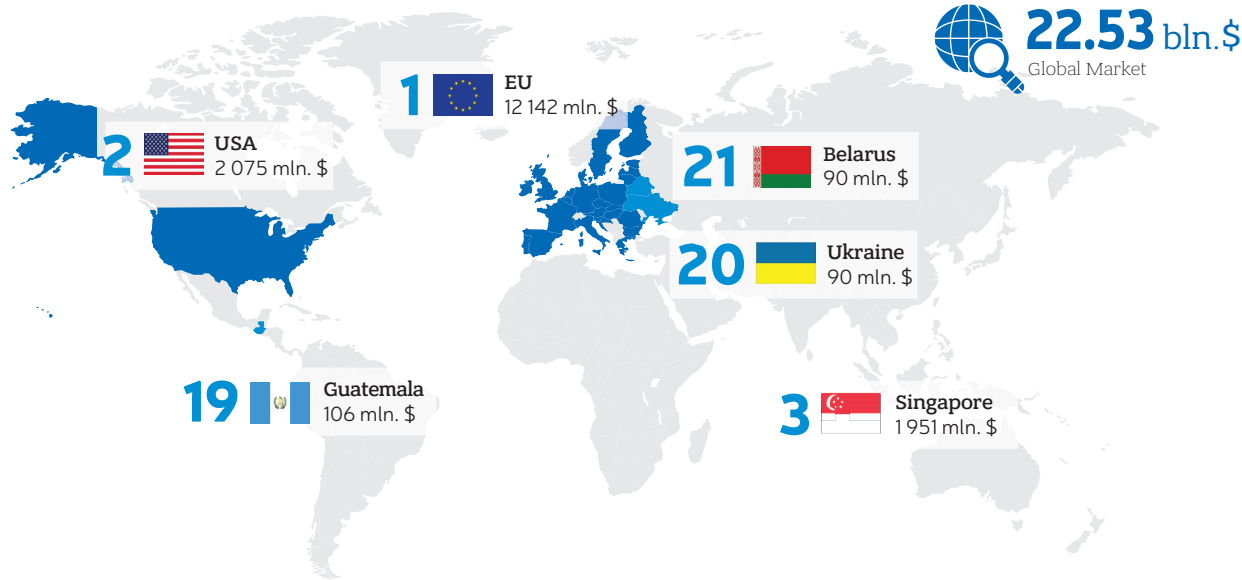 22.53 bln.$
Global Market
1
EU
12 142 mln. $
2
USA
2 075 mln. $
21
Belarus
90 mln. $
20
Ukraine
90 mln. $
19
Guatemala
106 mln. $
3
Singapore
1 951 mln. $